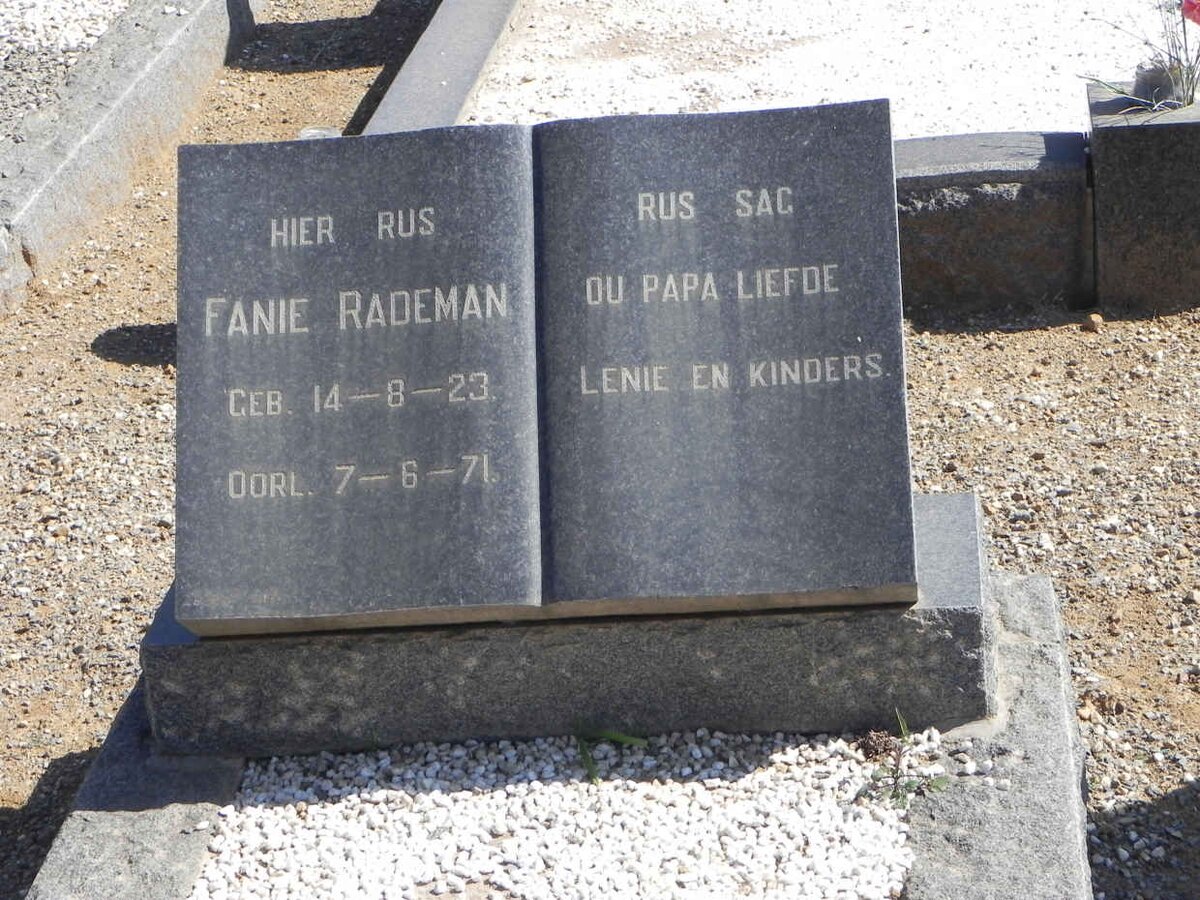 HIER RUS
FANIE RADEMAN
GEB. 14-8-23.
OORL. 7-6-71.
RUS SAG
OU PAPA LIEFDE
LENIE EN KINDERS.